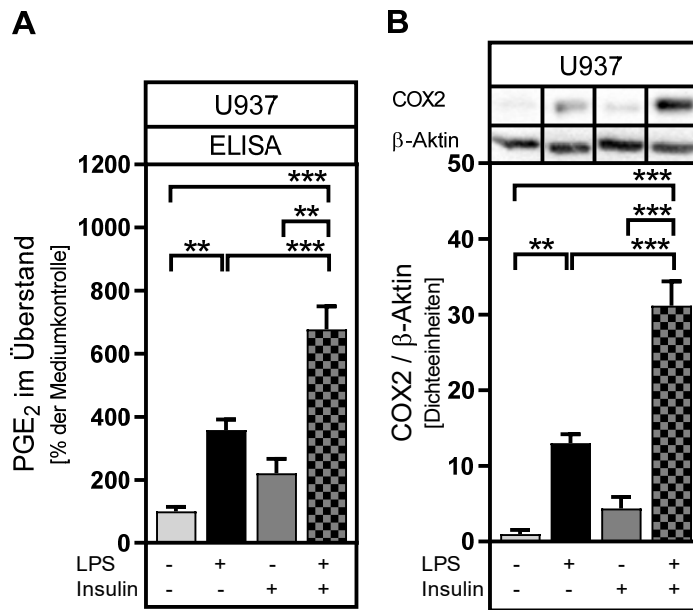 A
U937
ELISA
PGE2 im Überstand
[% der Mediumkontrolle]
1200
1000
800
600
400
200
0
***
**
** ***
LPS - + - +
Insulin - - + +
B
U937
COX2
β-Aktin
COX2 / β-Aktin
[Dichteeinheiten]
50
40
30
20
10
0
***
***
** ***
LPS - + - +
Insulin - - + +